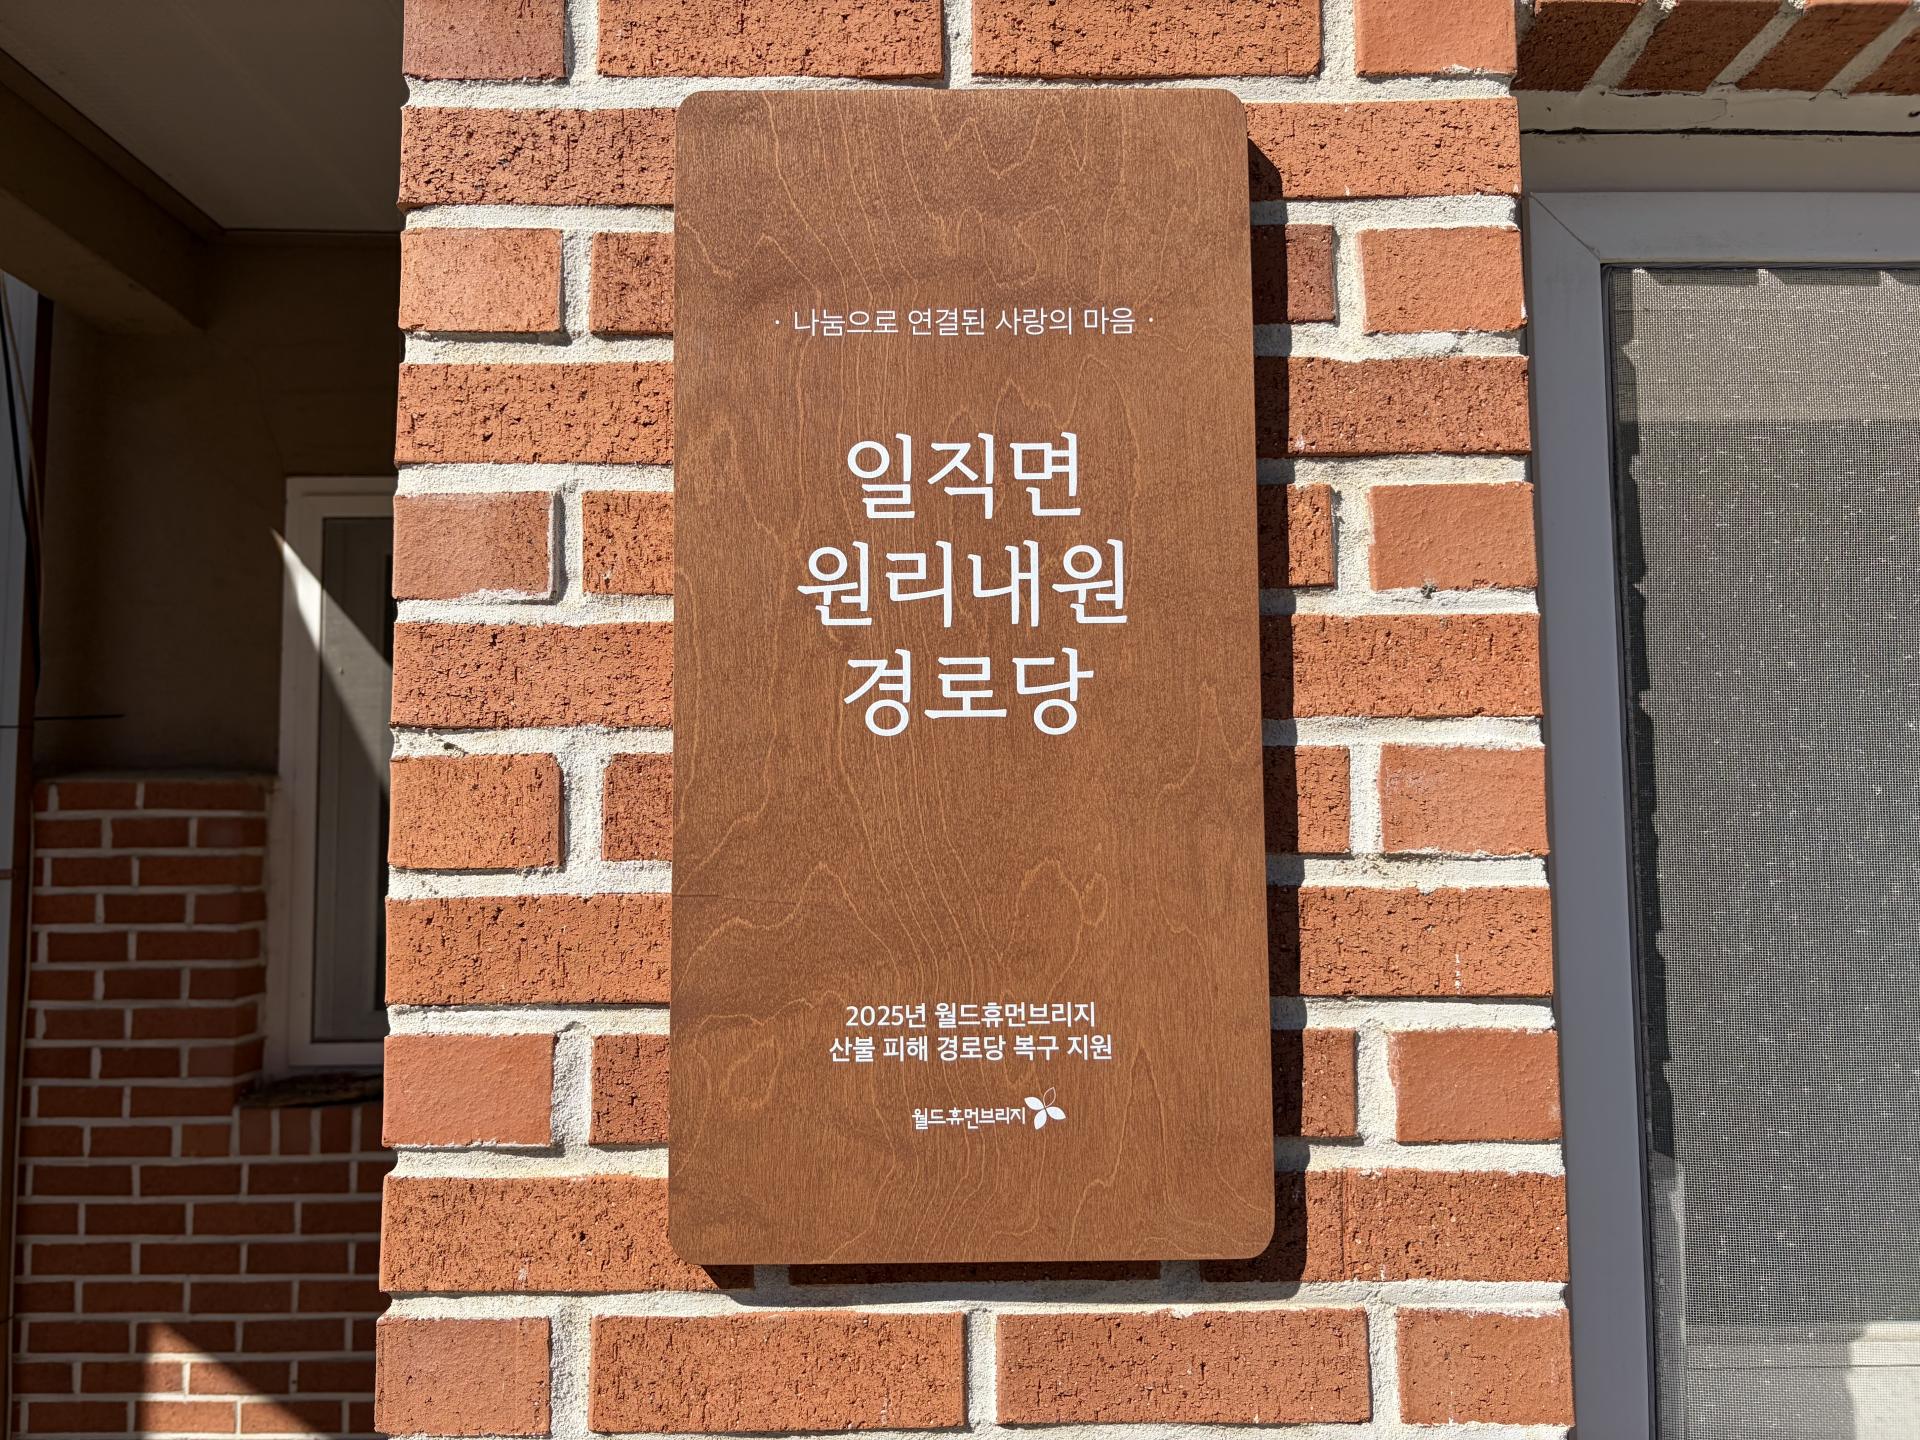 · 나눔으로 연결된 사랑의 마음 ·
일직면
원리내원
경로당
2025년 월드휴먼브리지
산불 피해 경로당 복구 지원
월드휴먼브리지